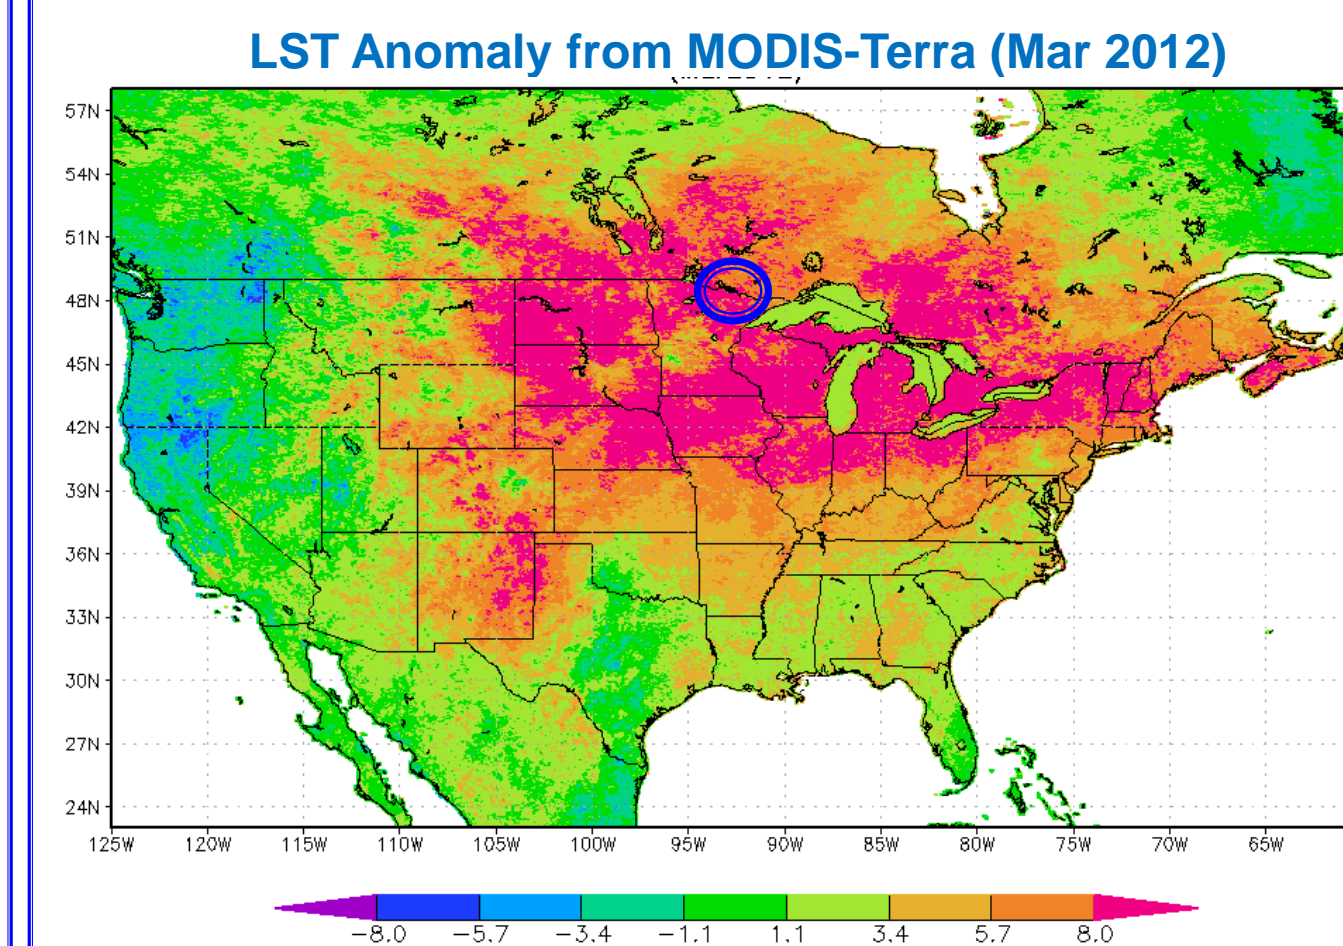 LST Anomaly from MODIS-Terra (Mar 2012)
57N
54N
51N
48N
45N
42N
39N
36N
33N
30N
27N
24N
125W 120W 115W 110W 105W 100W 95W 90W 85W 80W 75W 70W 65W
−8.0 −5.7 −3.4 −1.1 1.1 3.4 5.7 8.0